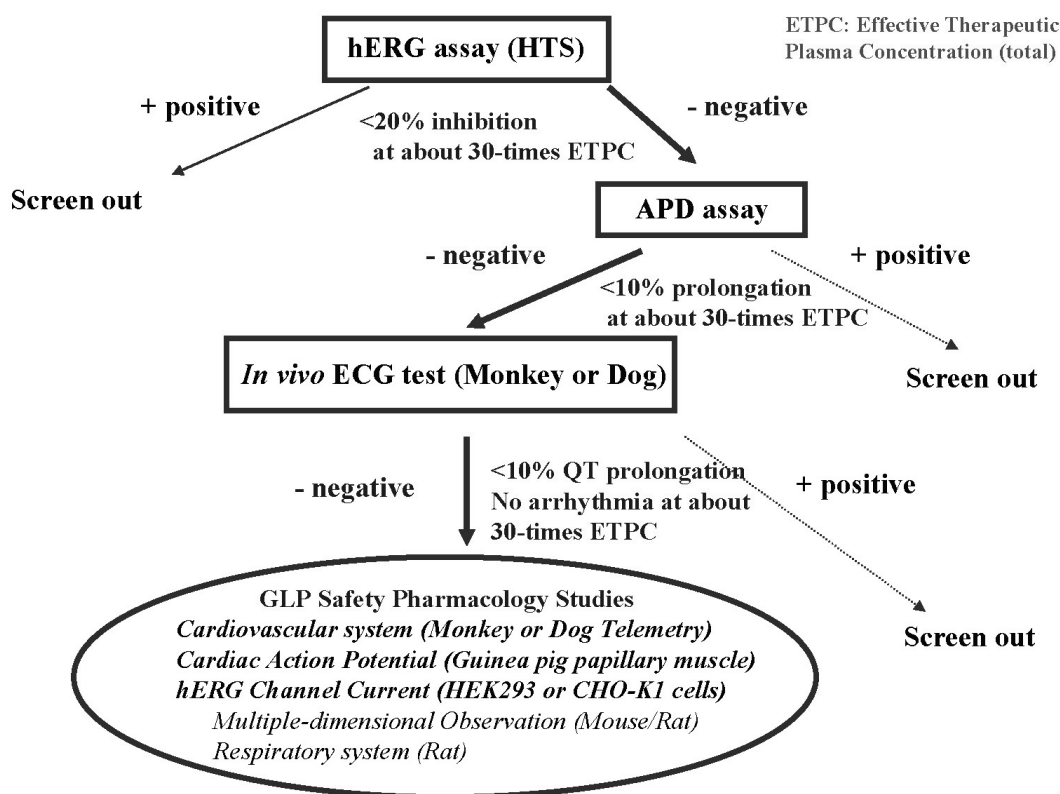 ETPC: Effective Therapeutic
Plasma Concentration (total)
hERG assay (HTS)
+ positive
- negative
<20% inhibition
at about 30-times ETPC
Screen out
APD assay
- negative
+ positive
<10% prolongation
at about 30-times ETPC
Screen out
In vivo ECG test (Monkey or Dog)
- negative
<10% QT prolongation
No arrhythmia at about
30-times ETPC
+ positive
Screen out
GLP Safety Pharmacology Studies
Cardiovascular system (Monkey or Dog Telemetry)
Cardiac Action Potential (Guinea pig papillary muscle)
hERG Channel Current (HEK293 or CHO-K1 cells)
Multiple-dimensional Observation (Mouse/Rat)
Respiratory system (Rat)